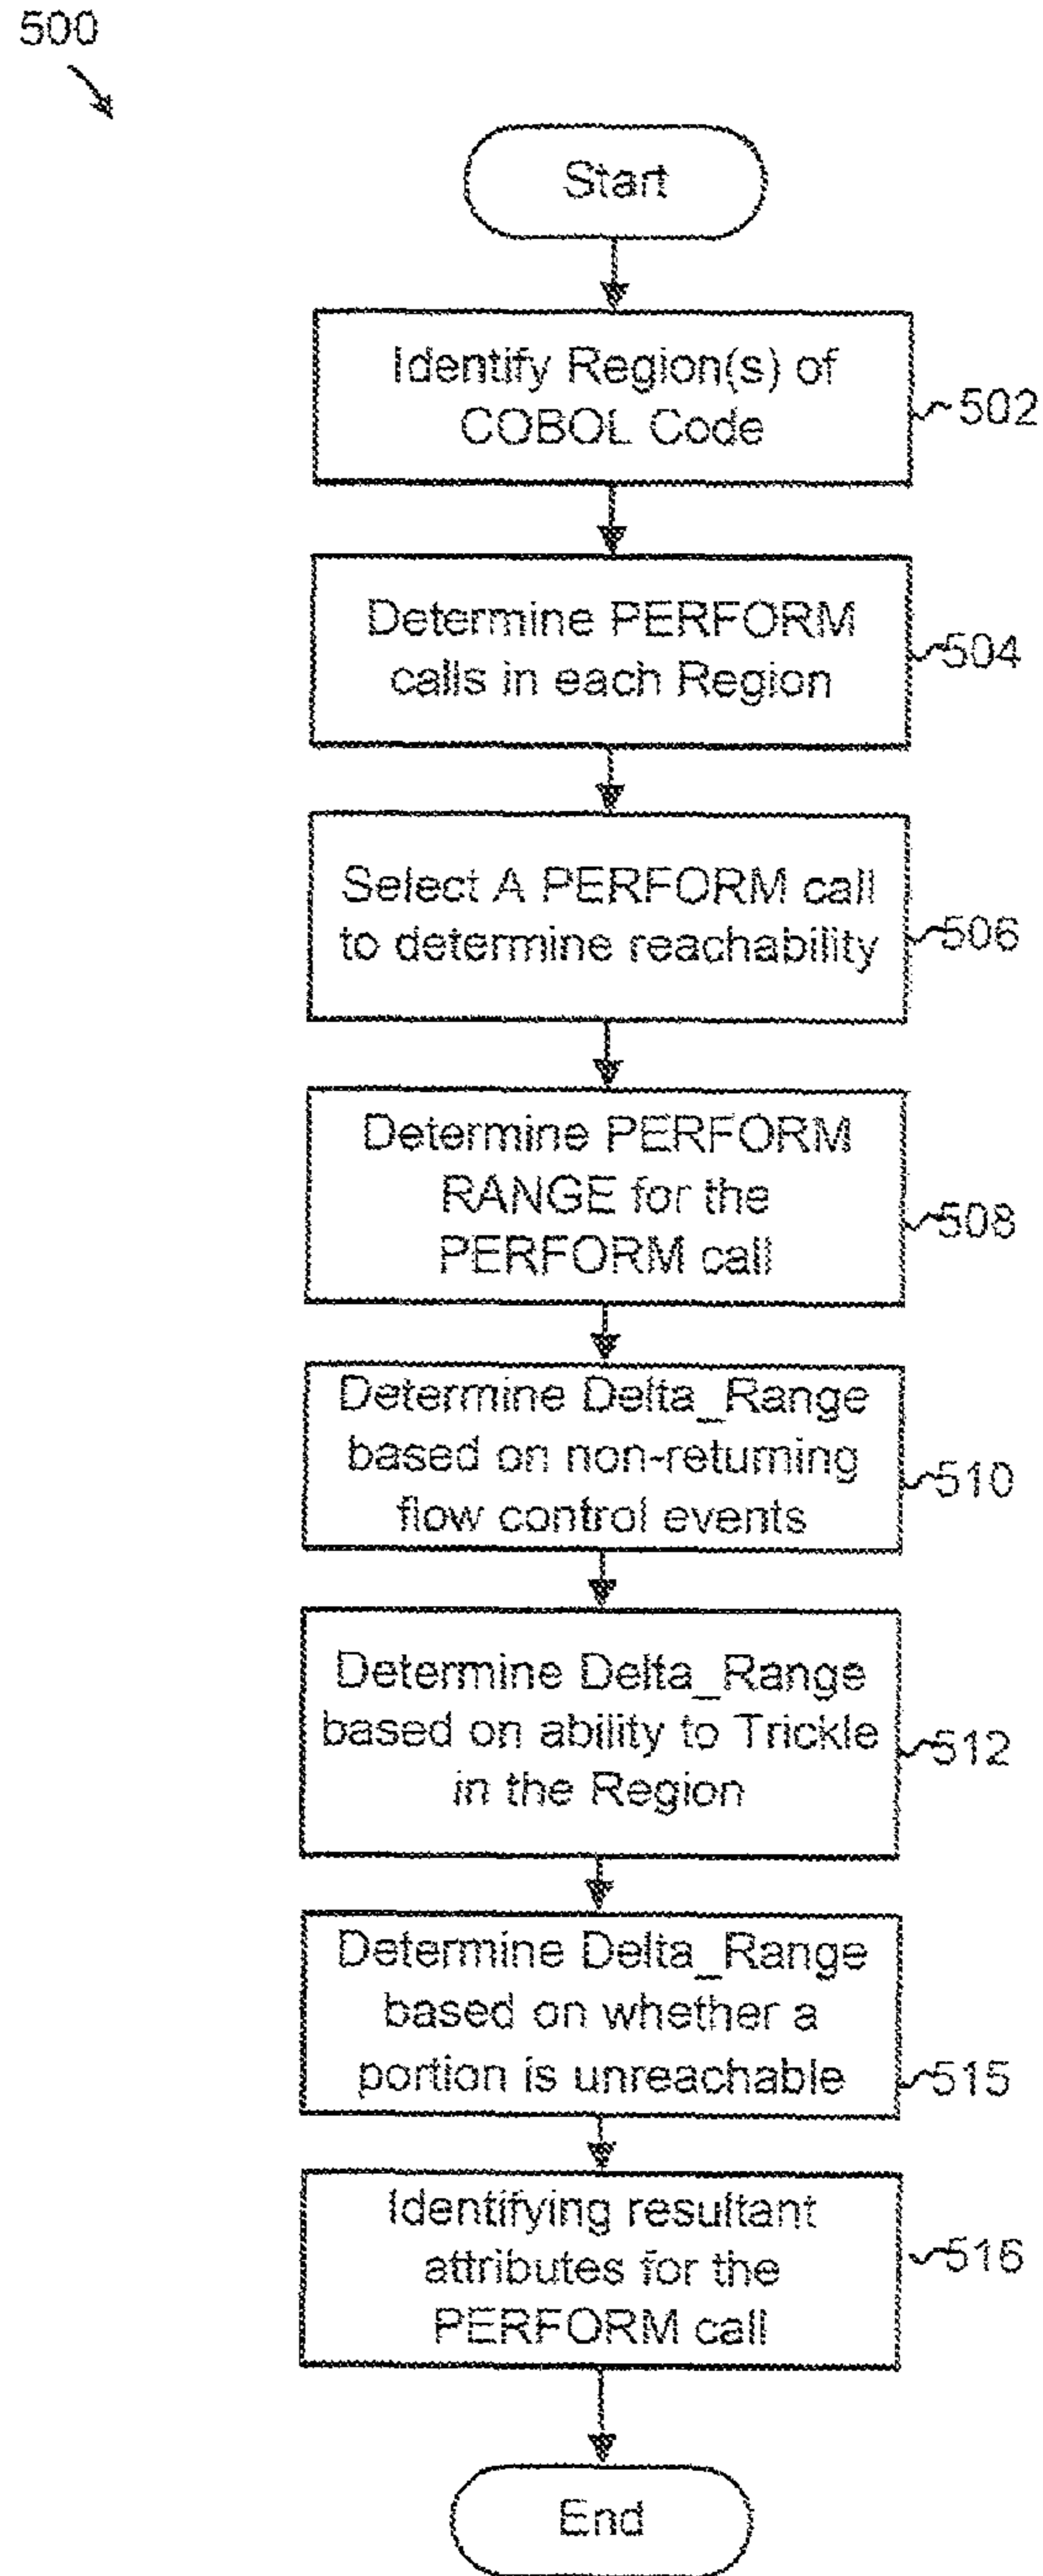 500
Start
Identify Region(s) of
COBOL Code
502
Determine PERFORM
calls in each Region
504
Select A PERFORM call
to determine reachability
506
Determine PERFORM
RANGE for the
PERFORM call
508
Determine Delta_Range
based on non-returning
flow control events
510
Determine Delta_Range
based on ability to Trickle
in the Region
512
Determine Delta_Range
based on whether a
portion is unreachable
515
Identifying resultant
attributes for the
PERFORM call
516
End